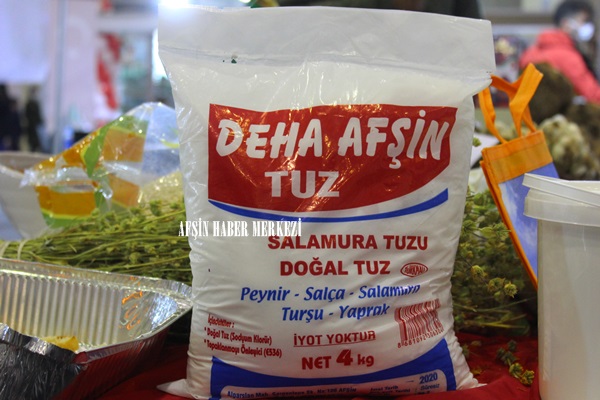 DEHA AFŞİN
TUZ
AFŞİN HABER MERKEZİ
SALAMURA TUZU
DOĞAL TUZ
Peynir - Salça - Salamura
Turşu - Yaprak
İçindekiler :
* Doğal Tuz (Sodyum Klorür)
* Topaklanmayı Önleyici (E536)
İYOT YOKTUR
NET 4 kg
2020